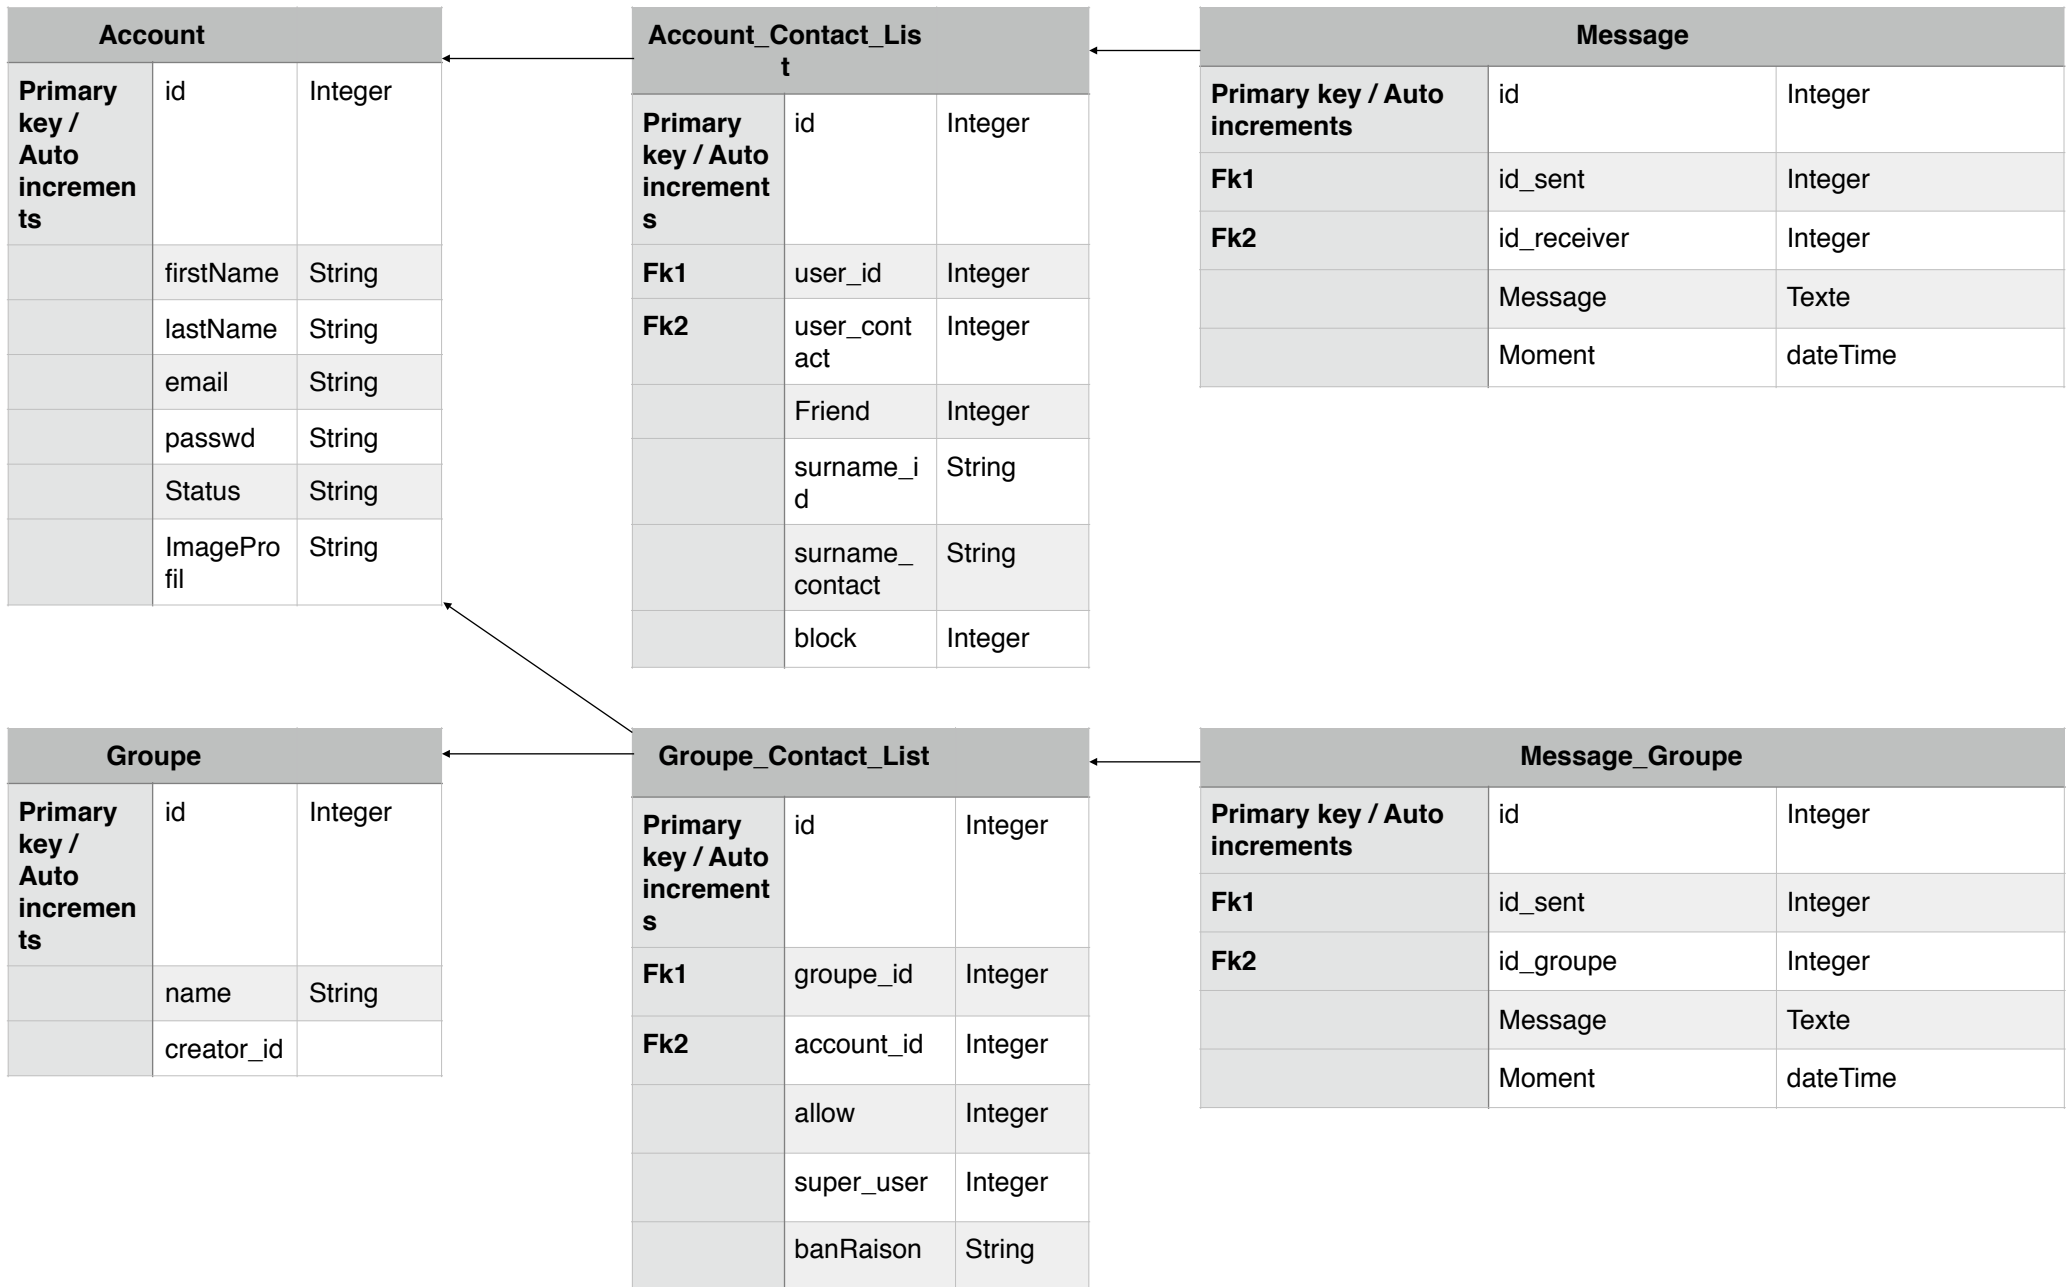 Account
Primary key / Auto incremen ts
id
Integer
firstName
String
lastName
String
email
String
passwd
String
Status
String
ImagePro
fil
String
Account_Contact_Lis
t
Primary
key / Auto
increment
s
id
Integer
Fk1
user_id
Integer
Fk2
user_cont
act
Integer
Friend
Integer
surname_i
d
String
surname_
contact
String
block
Integer
Message
Primary key / Auto
increments
id
Integer
Fk1
id_sent
Integer
Fk2
id_receiver
Integer
Message
Texte
Moment
dateTime
Groupe
Primary
key /
Auto
incremen
ts
id
Integer
name
String
creator_id
Groupe_Contact_List
Primary
key / Auto
increment
s
id
Integer
Fk1
groupe_id
Integer
Fk2
account_id
Integer
allow
Integer
super_user
Integer
banRaison
String
Message_Groupe
Primary key / Auto
increments
id
Integer
Fk1
id_sent
Integer
Fk2
id_groupe
Integer
Message
Texte
Moment
dateTime